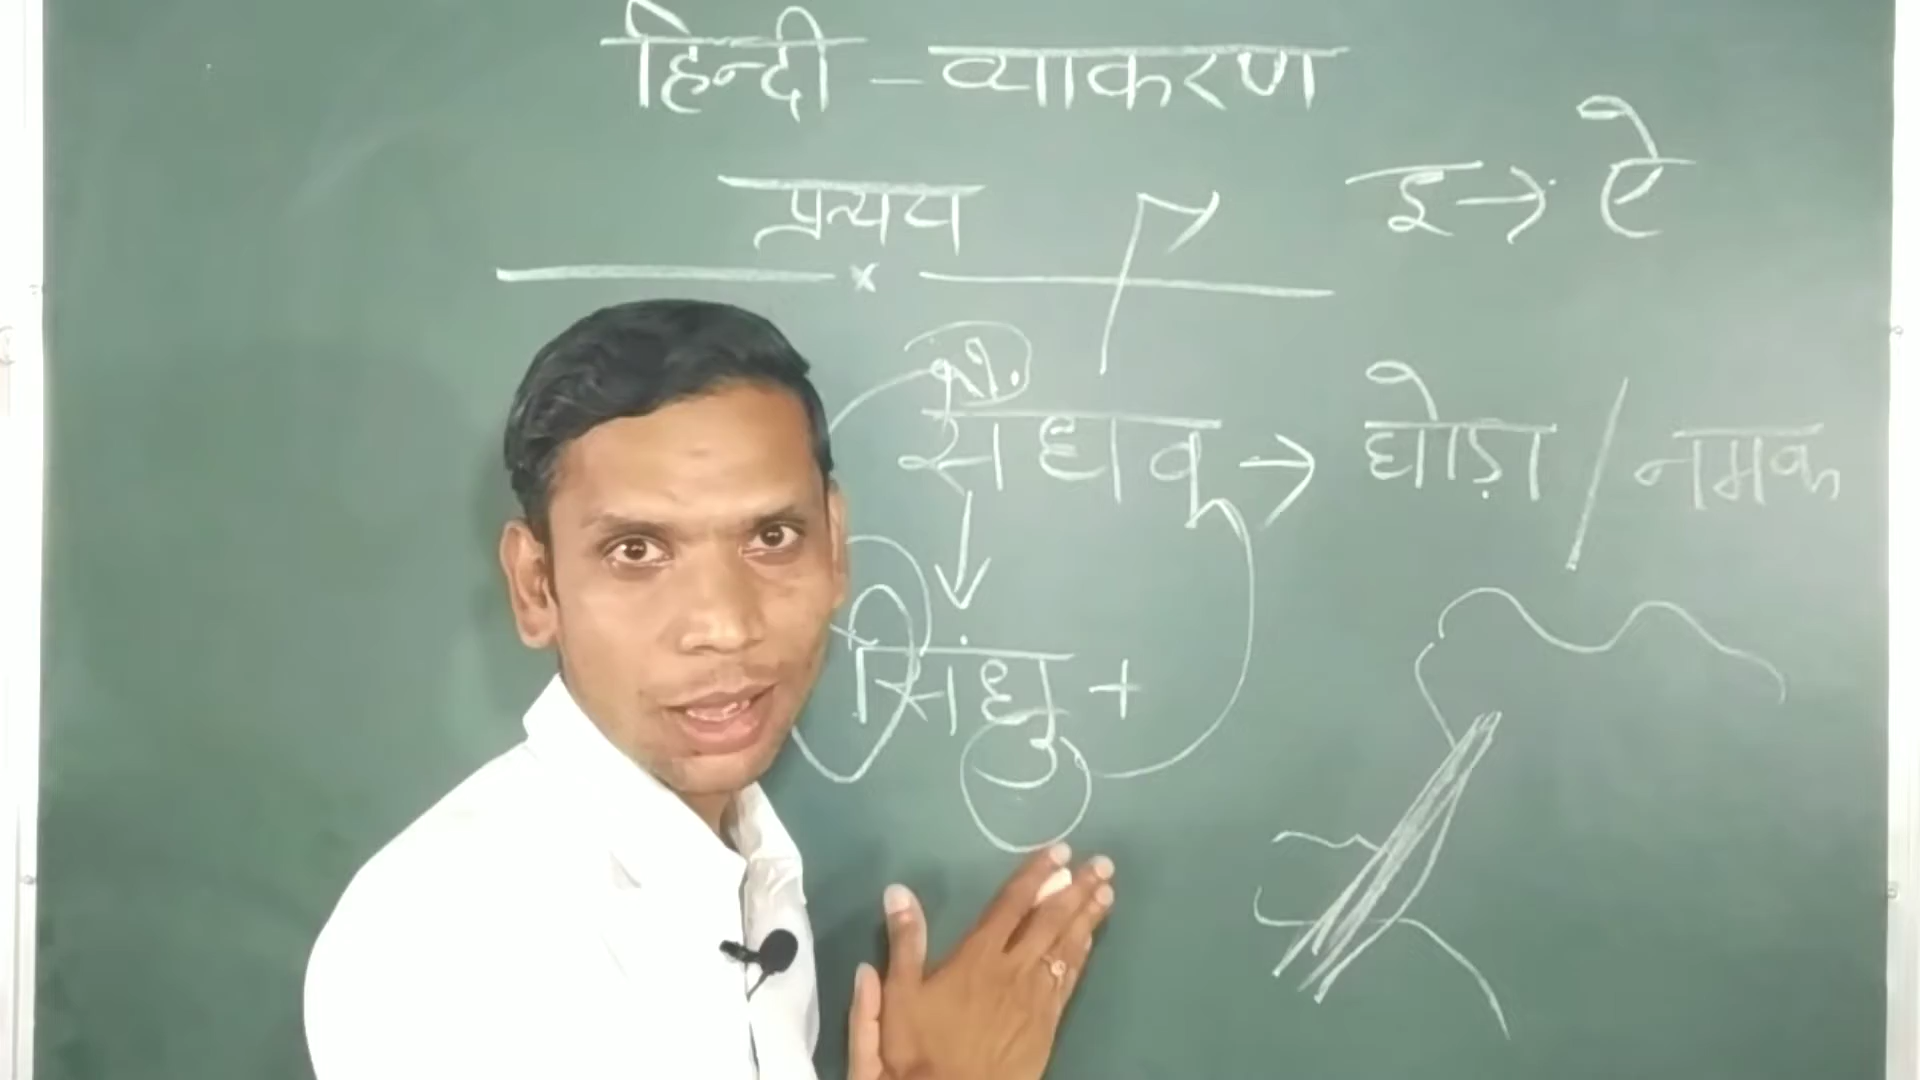 हिन्दी – व्याकरण
प्रत्यय
इ → ऐ
x
सैंधव → घोड़ा / नमक
सिंधु +